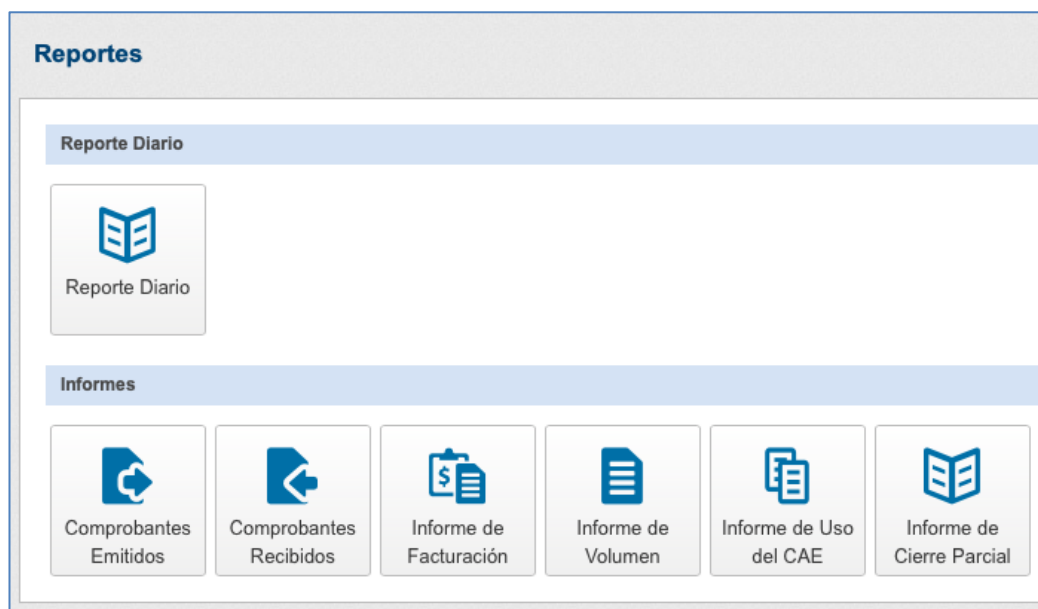 Reportes
Reporte Diario
Reporte Diario
Informes
Comprobantes
Emitidos
Comprobantes
Recibidos
Informe de
Facturación
Informe de
Volumen
Informe de Uso
del CAE
Informe de
Cierre Parcial